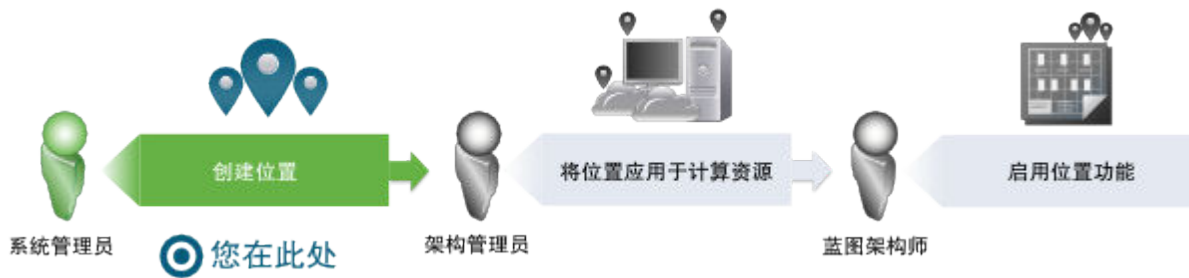 创建位置
将位置应用于计算资源
启用位置功能
系统管理员
您在此处
架构管理员
蓝图架构师